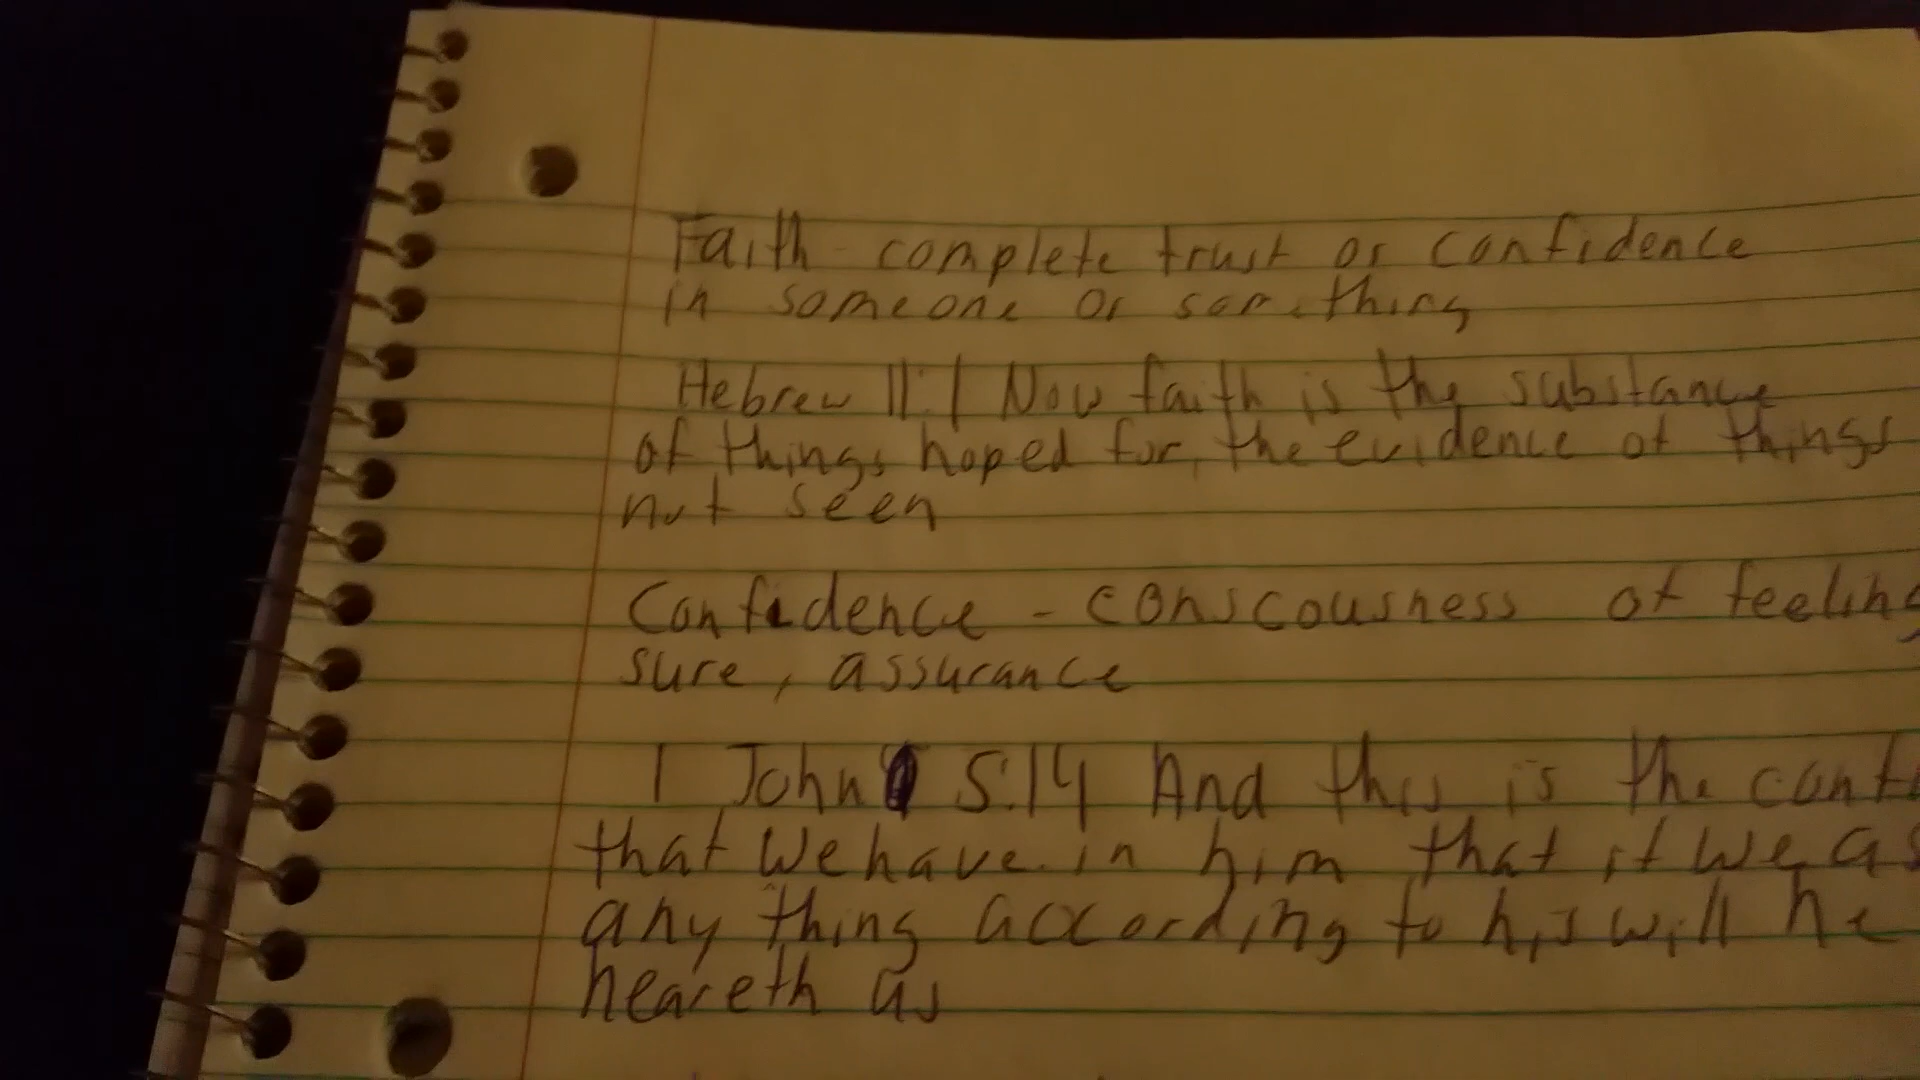 Faith - complete trust or confidence
in someone or something
Hebrew 11:1 Now faith is the substance
of things hoped for, the evidence of things
not seen
Confidence - conscousness of feeling
sure, assurance
1 John 5:14 And this is the conf
that we have in him that if we as
any thing according to his will he
heareth us